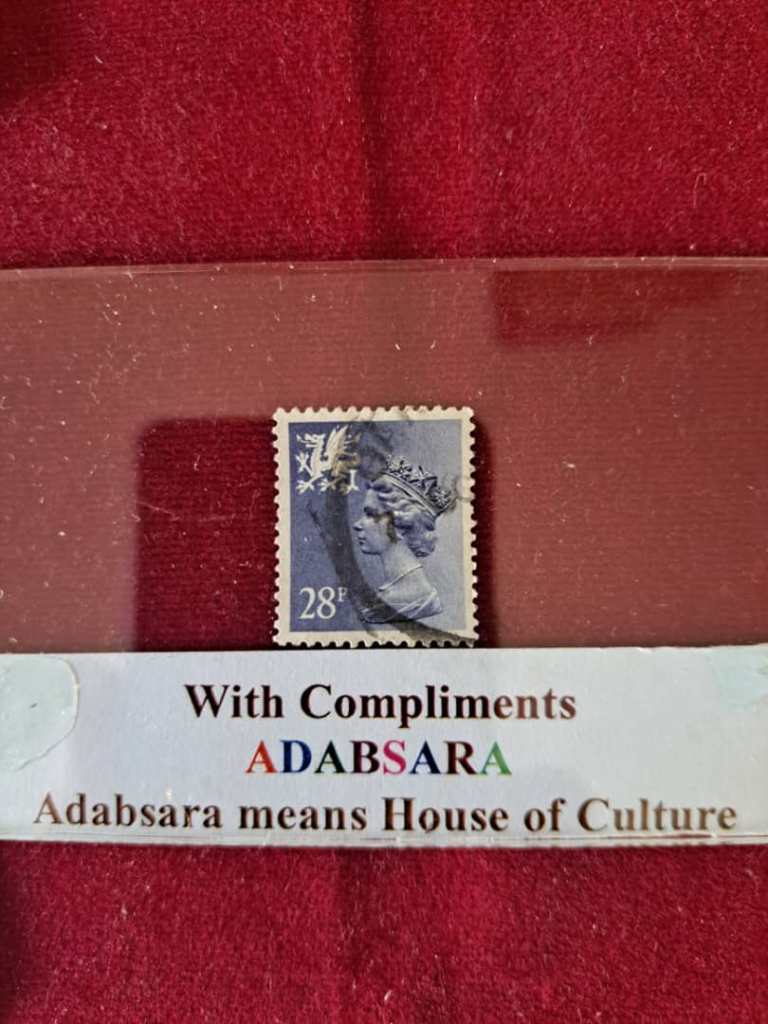 28P
With Compliments
ADABSARA
Adabsara means House of Culture